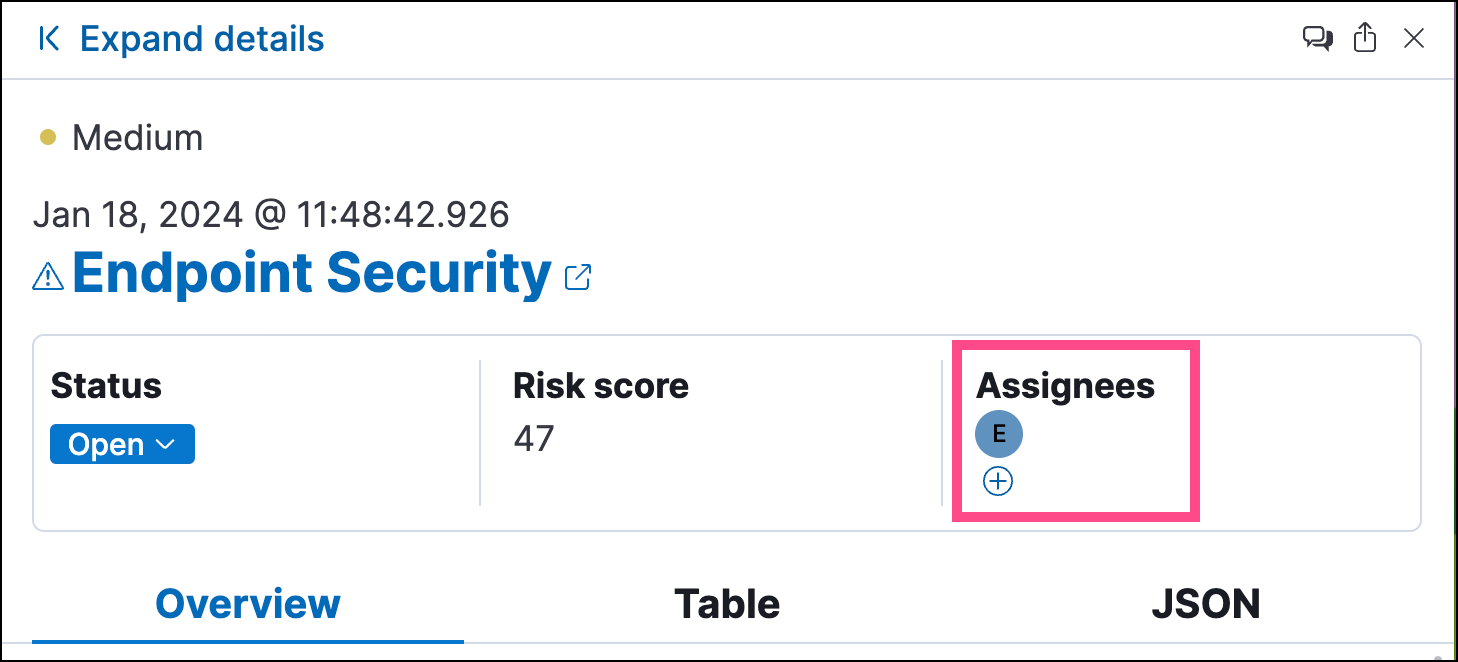 Expand details
Medium
Jan 18, 2024 @ 11:48:42.926
Endpoint Security
Status
Risk score
Assignees
Open
47
E
Overview
Table
JSON